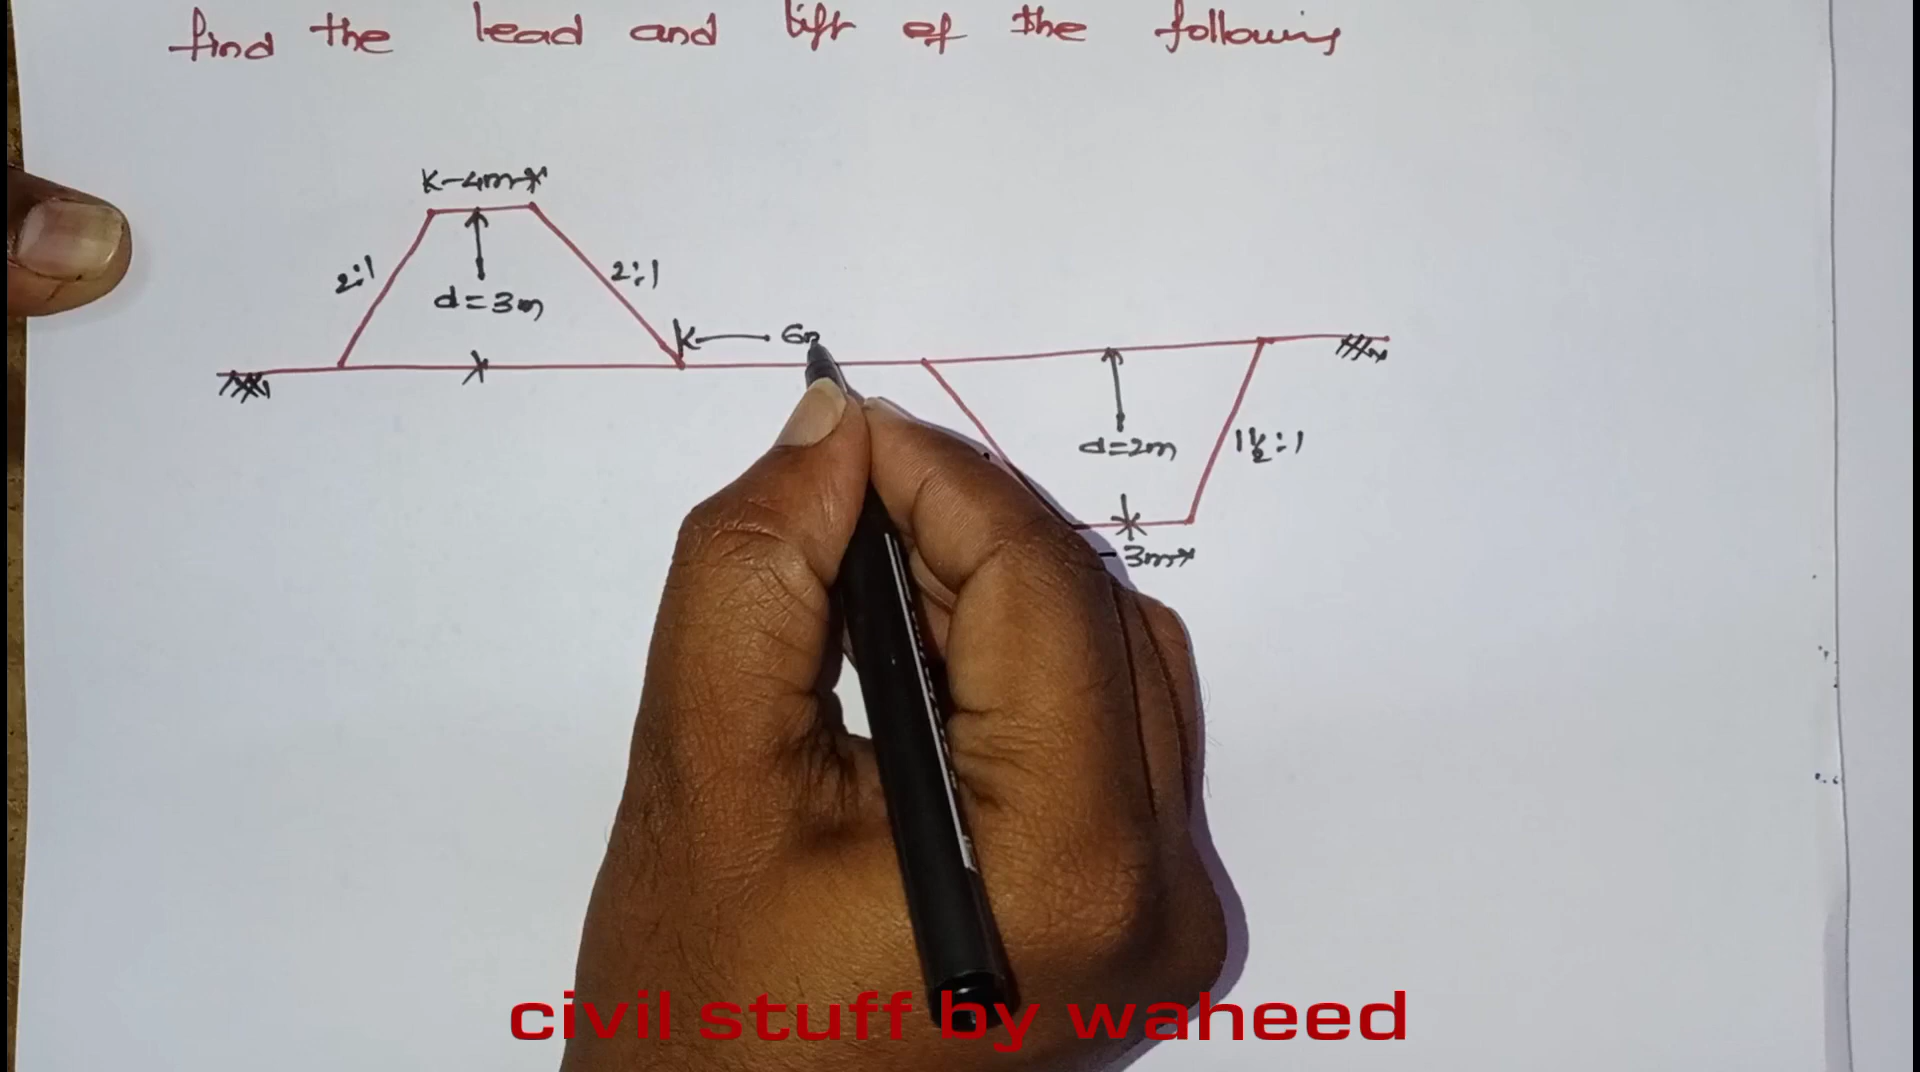 find the lead and lift of the following
4m
2:1
2:1
d=3m
6m
d=2m
1½:1
3m
civil stuff by waheed